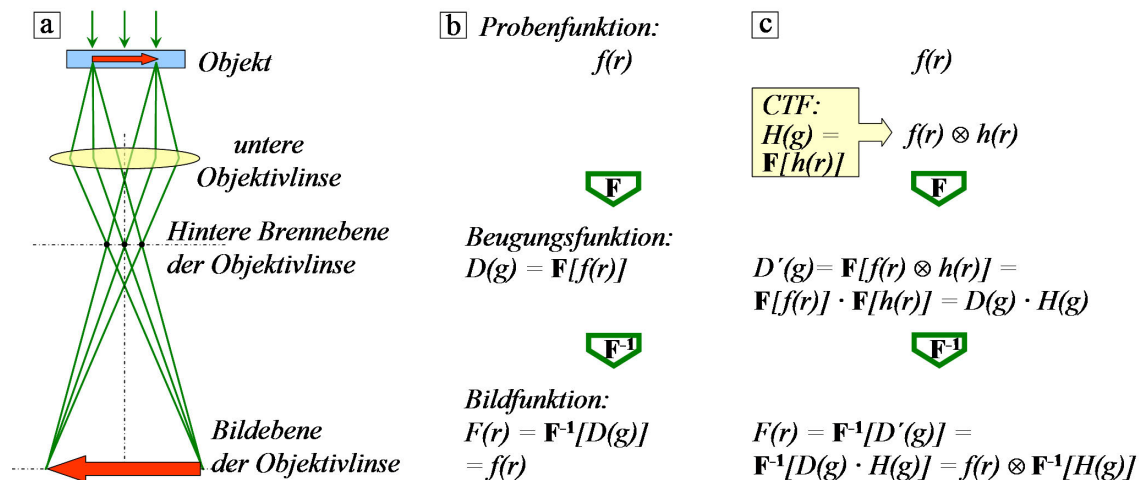 a
Objekt
untere
Objektivlinse
Hintere Brennebene
der Objektivlinse
Bildebene
der Objektivlinse
b
Probenfunktion:
f(r)
F
Beugungsfunktion:
D(g) = F[f(r)]
F⁻¹
Bildfunktion:
F(r) = F⁻¹[D(g)]
= f(r)
c
f(r)
CTF:
H(g) =
F[h(r)]
f(r) ⊗ h(r)
F
D´(g)= F[f(r) ⊗ h(r)] =
F[f(r)] · F[h(r)] = D(g) · H(g)
F⁻¹
F(r) = F⁻¹[D´(g)] =
F⁻¹[D(g) · H(g)] = f(r) ⊗ F⁻¹[H(g)]